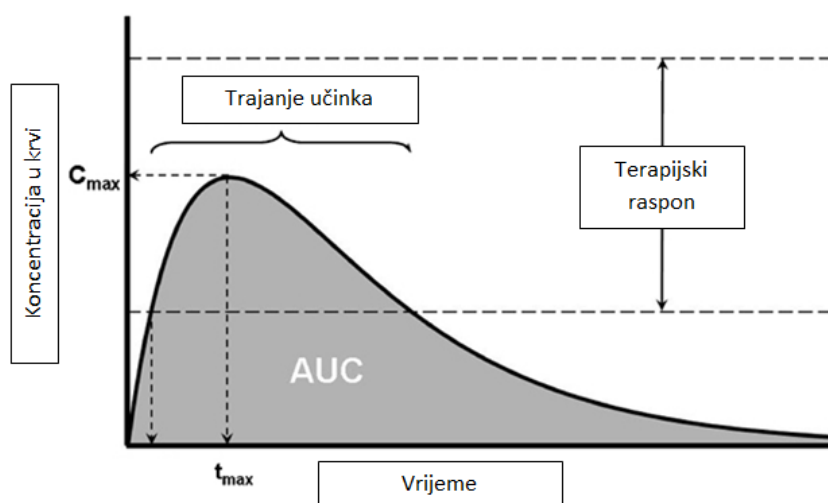 Trajanje učinka
Koncentracija u krvi
Cmax
Terapijski
raspon
AUC
tmax
Vrijeme